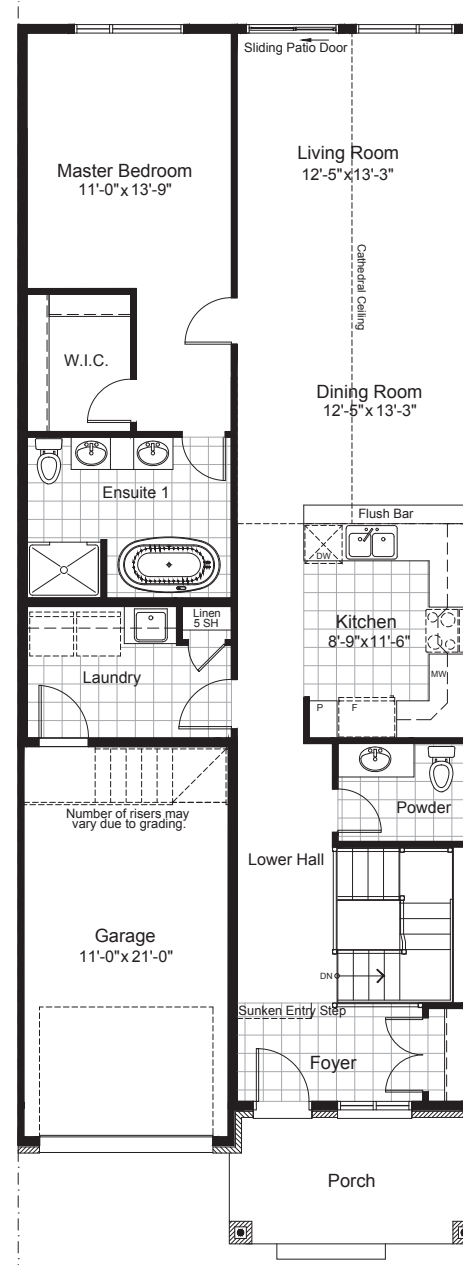 Sliding Patio Door
Master Bedroom
11'-0" x 13'-9"
Living Room
12'-5"x13'-3"
Cathedral Ceiling
W.I.C.
Dining Room
12'-5"x 13'-3"
Ensuite 1
Flush Bar
DW
Linen
5 SH
Kitchen
8'-9"x11'-6"
Laundry
MW
P
F
Number of risers may
vary due to grading.
Powder
Lower Hall
Garage
11'-0"x 21'-0"
DN
Sunken Entry Step
Foyer
Porch